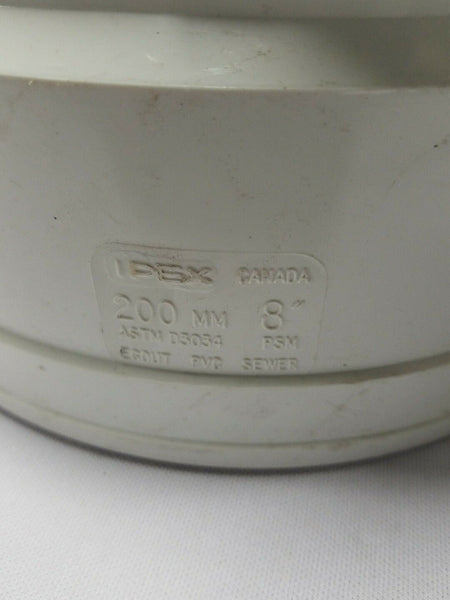 IPEX CANADA
200 MM 8"
ASTM D3034 PSM
EGOUT PVC SEWER